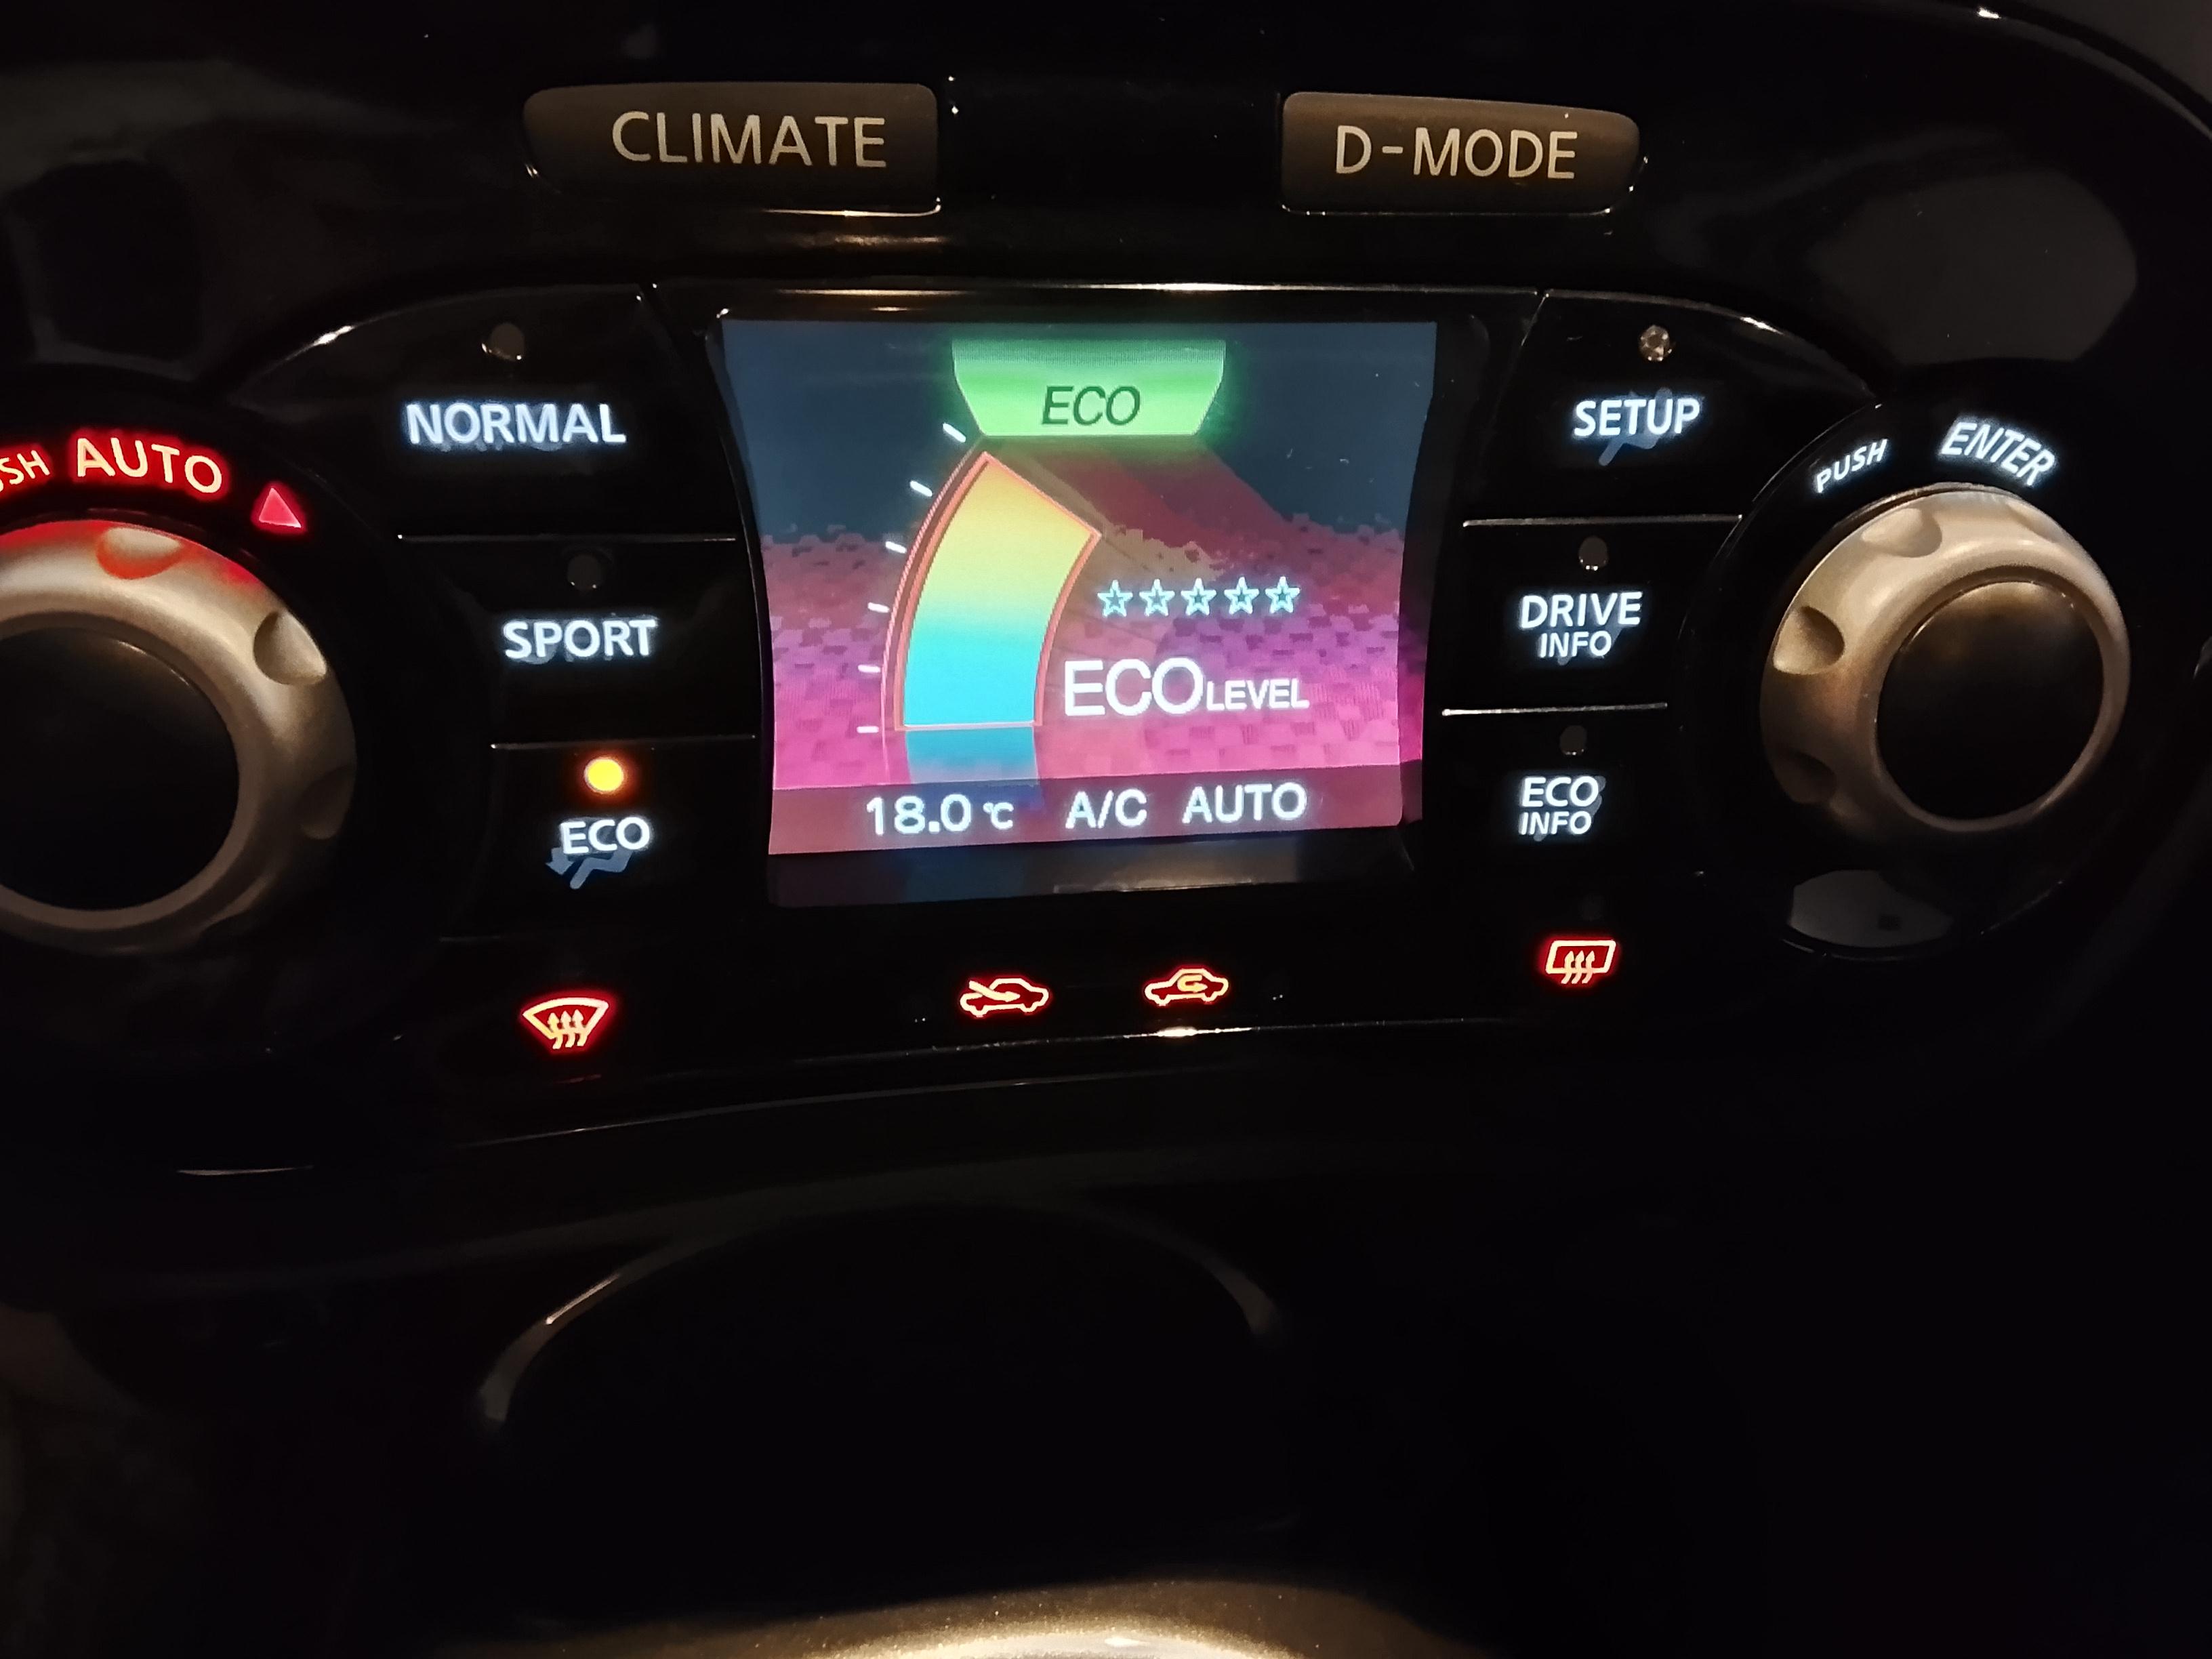 CLIMATE
D-MODE
AUTO
NORMAL
SPORT
ECO
ECO
ECO LEVEL
18.0 ℃ A/C AUTO
SETUP
DRIVE
INFO
ECO
INFO
PUSH ENTER